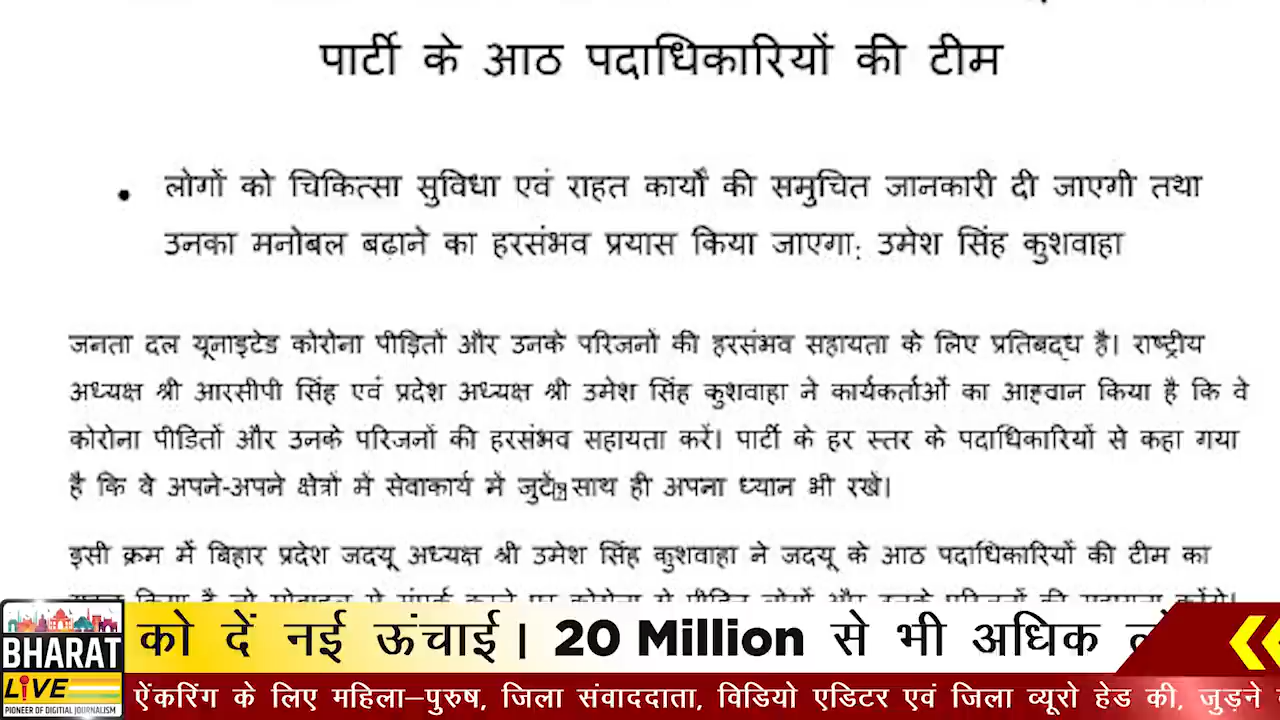 पार्टी के आठ पदाधिकारियों की टीम
• लोगों को चिकित्सा सुविधा एवं राहत कार्यों की समुचित जानकारी दी जाएगी तथा
उनका मनोबल बढ़ाने का हरसंभव प्रयास किया जाएगा: उमेश सिंह कुशवाहा
जनता दल यूनाइटेड कोरोना पीड़ितों और उनके परिजनों की हरसंभव सहायता के लिए प्रतिबद्ध है। राष्ट्रीय
अध्यक्ष श्री आरसीपी सिंह एवं प्रदेश अध्यक्ष श्री उमेश सिंह कुशवाहा ने कार्यकर्ताओं का आह्वान किया है कि वे
कोरोना पीडितों और उनके परिजनों की हरसंभव सहायता करें। पार्टी के हर स्तर के पदाधिकारियों से कहा गया
है कि वे अपने-अपने क्षेत्रों में सेवाकार्य में जुटें साथ ही अपना ध्यान भी रखें।
इसी क्रम में बिहार प्रदेश जदयू अध्यक्ष श्री उमेश सिंह कुशवाहा ने जदयू के आठ पदाधिकारियों की टीम का
को दें नई ऊंचाई। 20 Million से भी अधिक
BHARAT
LIVE
PIONEER OF DIGITIAL JOURNALISM
ऐंकरिंग के लिए महिला–पुरुष, जिला संवाददाता, विडियो एडिटर एवं जिला व्यूरो हेड की, जुड़ने